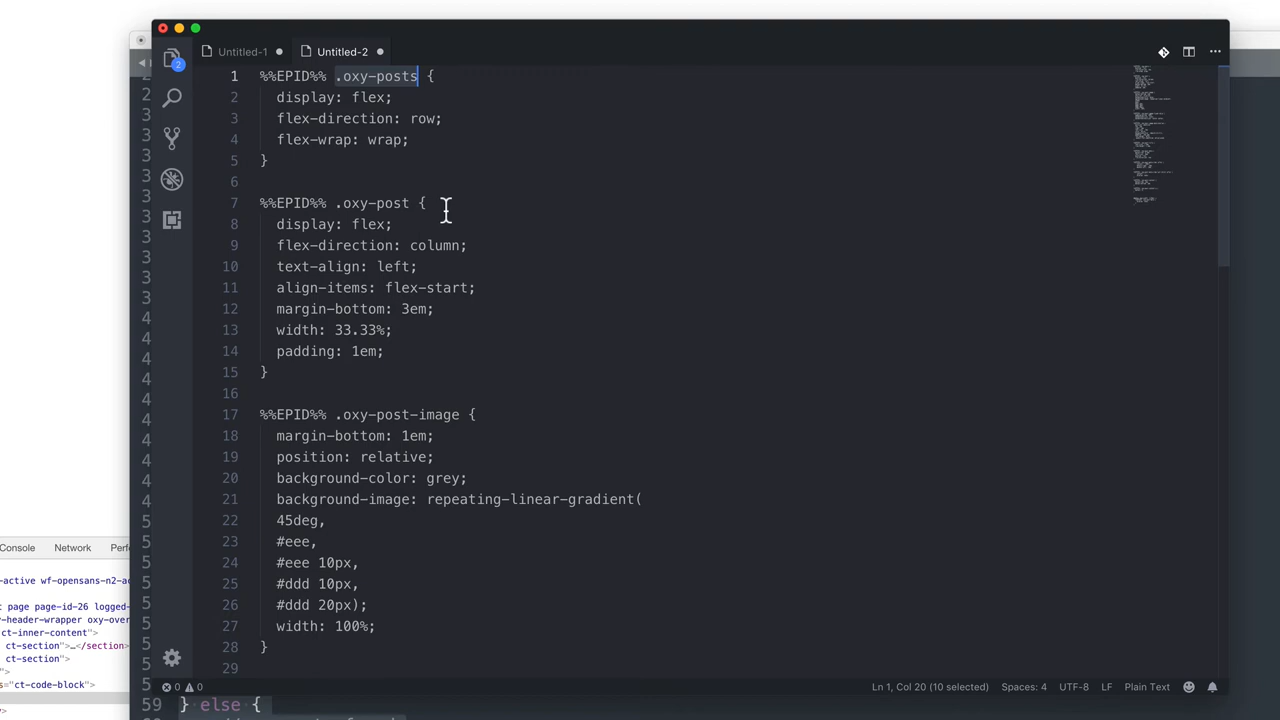 Untitled-1
Untitled-2
1 %%EPID%% .oxy-posts {
2 display: flex;
3 flex-direction: row;
4 flex-wrap: wrap;
5 }
6
7 %%EPID%% .oxy-post {
8 display: flex;
9 flex-direction: column;
10 text-align: left;
11 align-items: flex-start;
12 margin-bottom: 3em;
13 width: 33.33%;
14 padding: 1em;
15 }
16
17 %%EPID%% .oxy-post-image {
18 margin-bottom: 1em;
19 position: relative;
20 background-color: grey;
21 background-image: repeating-linear-gradient(
22 45deg,
23 #eee,
24 #eee 10px,
25 #ddd 10px,
26 #ddd 20px);
27 width: 100%;
28 }
29
2
0 0
Ln 1, Col 20 (10 selected) Spaces: 4 UTF-8 LF Plain Text
59 } else {
Console Network Perf
-active wf-opensans-n2-ac
t page page-id-26 logged-
y-header-wrapper oxy-over
ct-inner-content">
ct-section">…</section>
ct-section">
">
s="ct-code-block">